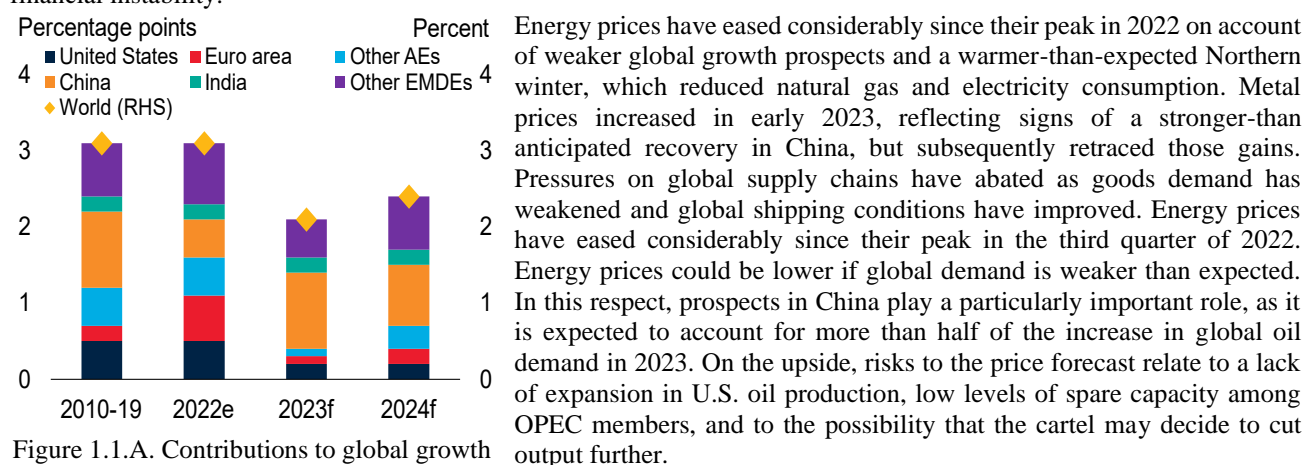 financial instability.
Percentage points Percent
United States Euro area Other AEs
China India Other EMDEs
World (RHS)
4 4
3 3
2 2
1 1
0 0
2010-19 2022e 2023f 2024f
Figure 1.1.A. Contributions to global growth
Energy prices have eased considerably since their peak in 2022 on account
of weaker global growth prospects and a warmer-than-expected Northern
winter, which reduced natural gas and electricity consumption. Metal
prices increased in early 2023, reflecting signs of a stronger-than
anticipated recovery in China, but subsequently retraced those gains.
Pressures on global supply chains have abated as goods demand has
weakened and global shipping conditions have improved. Energy prices
have eased considerably since their peak in the third quarter of 2022.
Energy prices could be lower if global demand is weaker than expected.
In this respect, prospects in China play a particularly important role, as it
is expected to account for more than half of the increase in global oil
demand in 2023. On the upside, risks to the price forecast relate to a lack
of expansion in U.S. oil production, low levels of spare capacity among
OPEC members, and to the possibility that the cartel may decide to cut
output further.